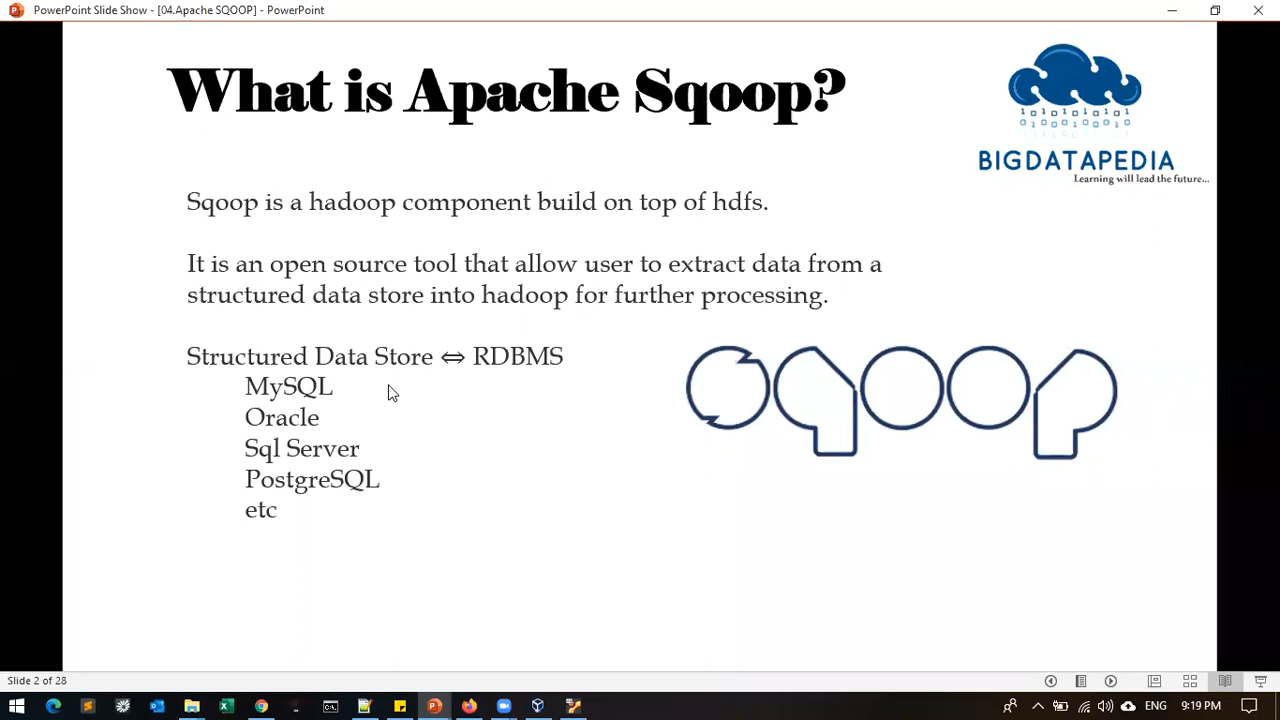 PowerPoint Slide Show - [04.Apache SQOOP] - PowerPoint
What is Apache Sqoop?
BIGDATAPEDIA
Learning will lead the future...
Sqoop is a hadoop component build on top of hdfs.
It is an open source tool that allow user to extract data from a
structured data store into hadoop for further processing.
Structured Data Store ⇔ RDBMS
MySQL
Oracle
Sql Server
PostgreSQL
etc
sqoop
Slide 2 of 28
ENG 9:19 PM